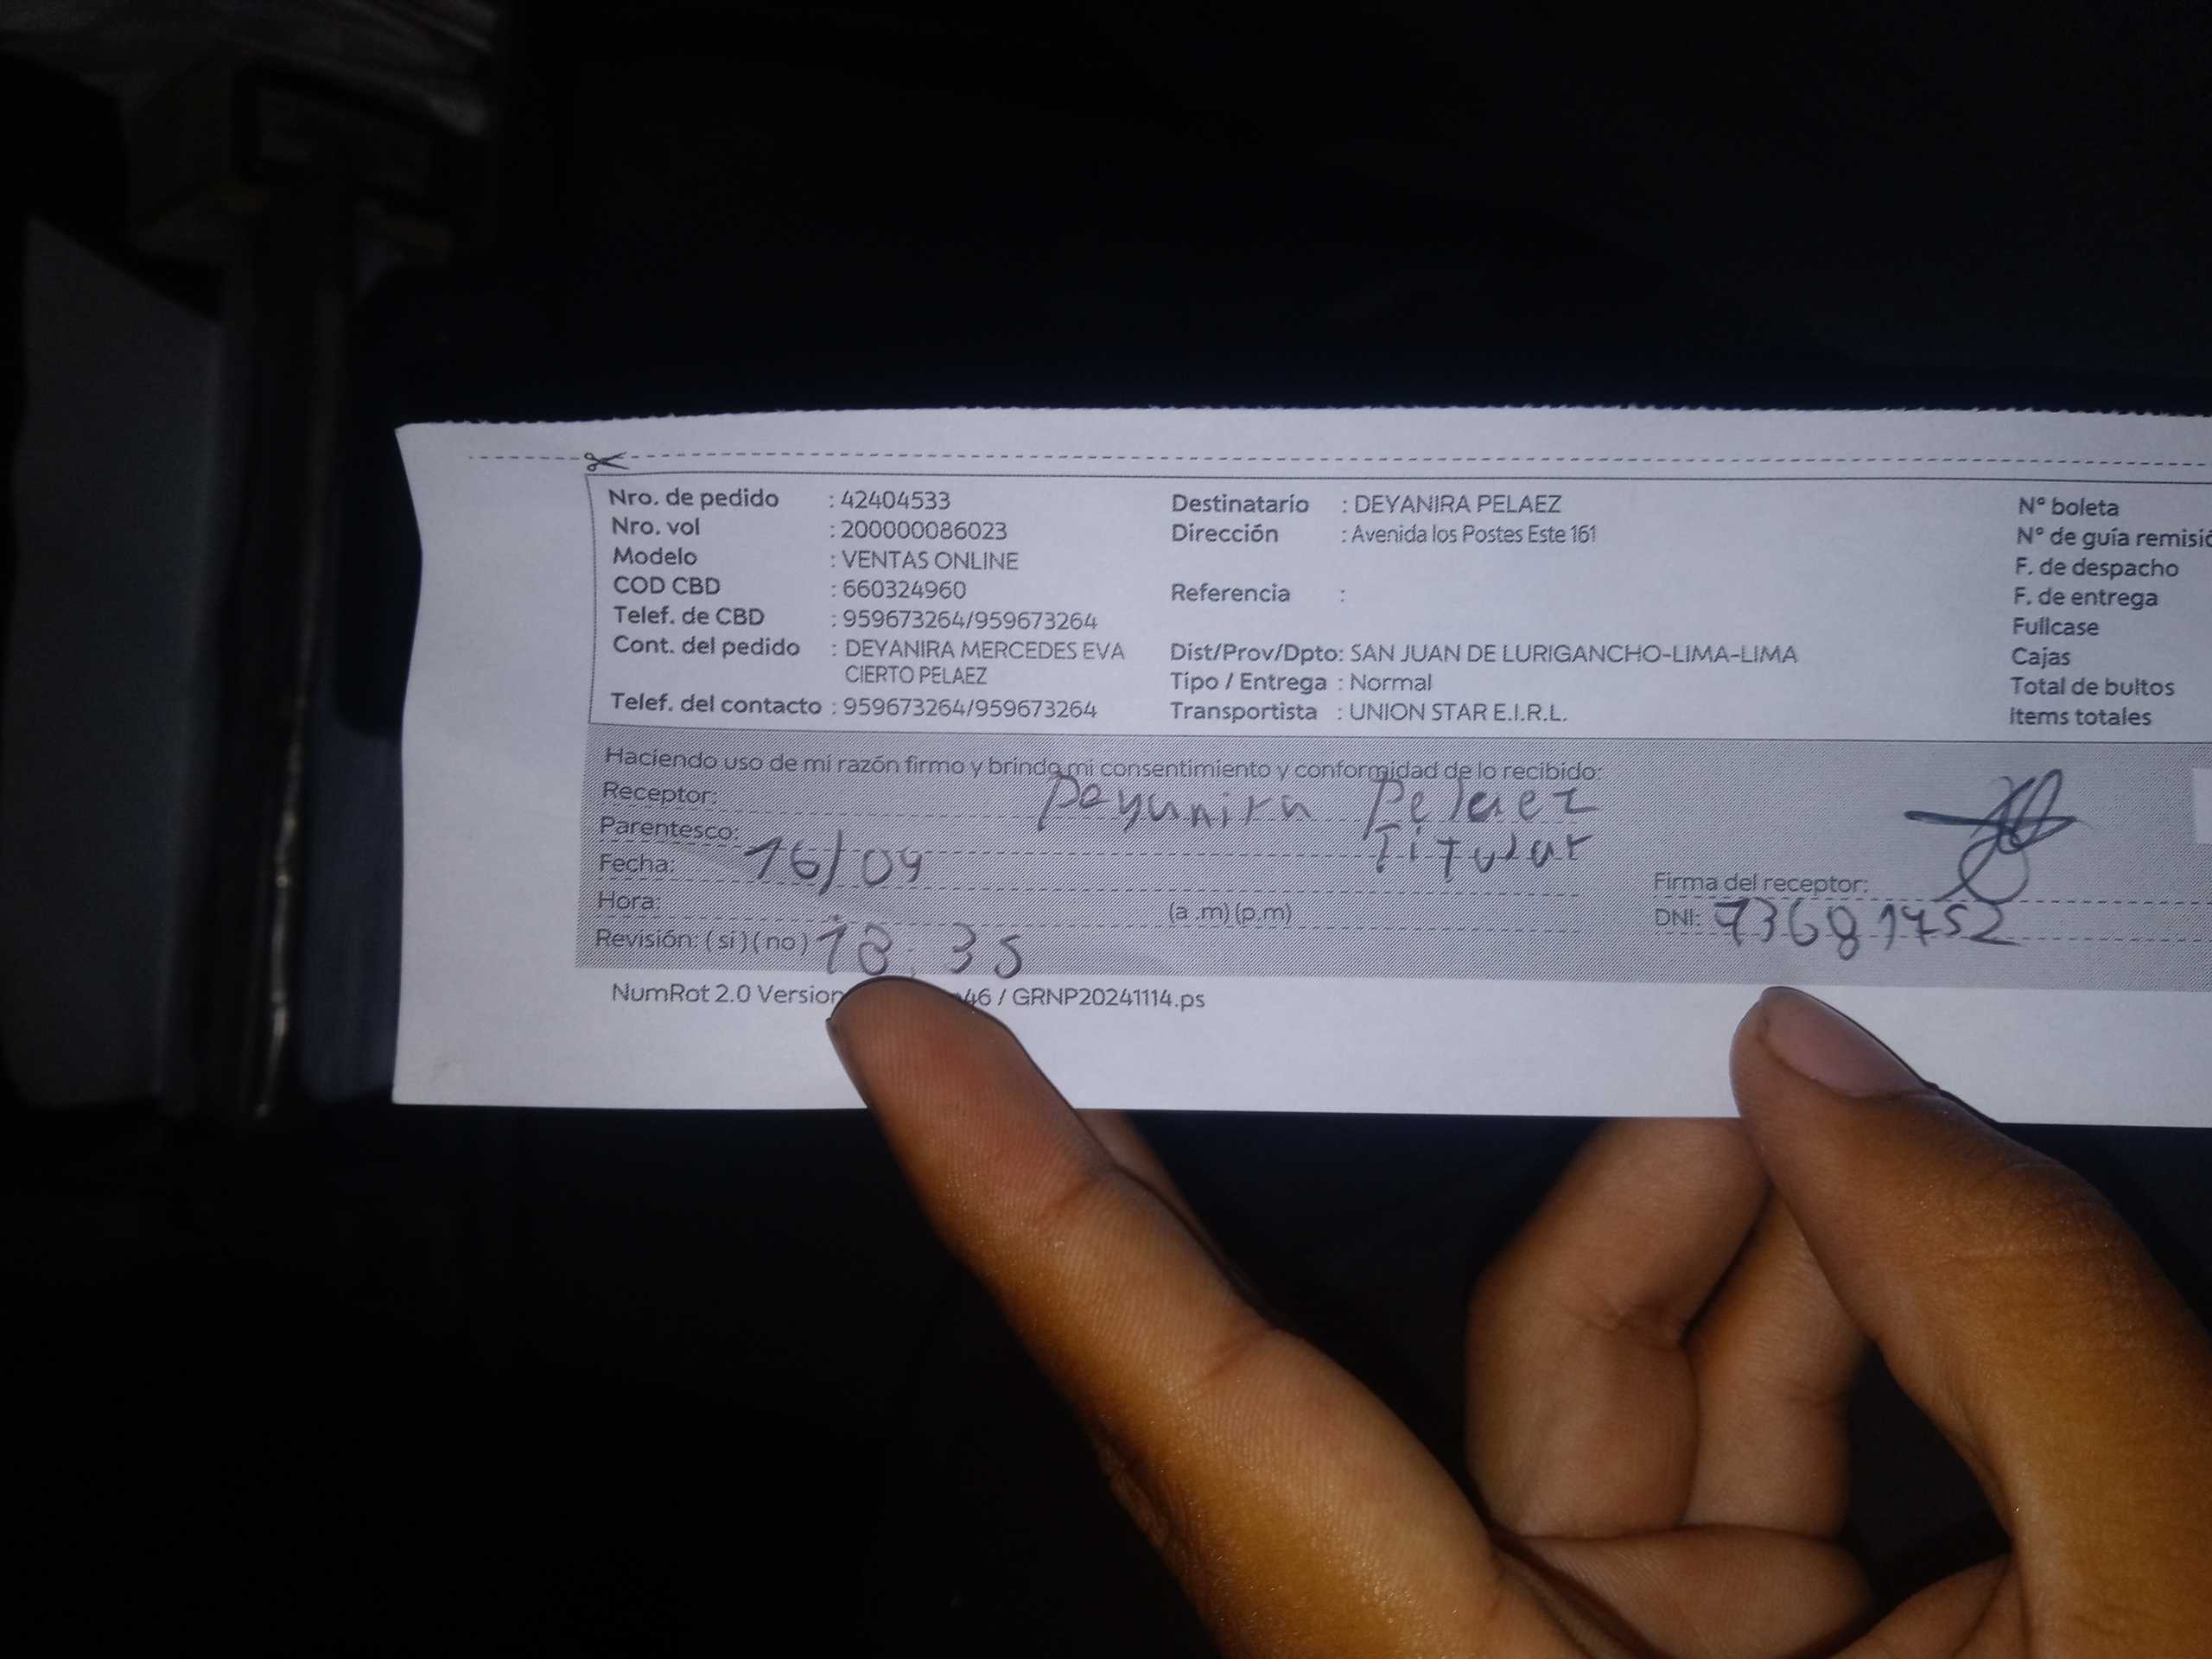 Nro. de pedido : 42404533
Nro. vol : 200000086023
Modelo : VENTAS ONLINE
COD CBD : 660324960
Telef. de CBD : 959673264/959673264
Cont. del pedido : DEYANIRA MERCEDES EVA
CIERTO PELAEZ
Telef. del contacto : 959673264/959673264
Destinatario : DEYANIRA PELAEZ
Dirección : Avenida los Postes Este 161
Referencia :
Dist/Prov/Dpto: SAN JUAN DE LURIGANCHO-LIMA-LIMA
Tipo / Entrega : Normal
Transportista : UNION STAR E.I.R.L.
N° boleta
N° de guía remisió
F. de despacho
F. de entrega
Fullcase
Cajas
Total de bultos
Items totales
Haciendo uso de mi razón firmo y brindo mi consentimiento y conformidad de lo recibido:
Receptor: Deyanira Pelaez
Parentesco: Titular
Fecha: 16/04
Hora: (a.m) (p.m)
Revisión: (si) (no) 18:35
Firma del receptor:
DNI: 73681752
NumRot 2.0 Version 46 / GRNP20241114.ps